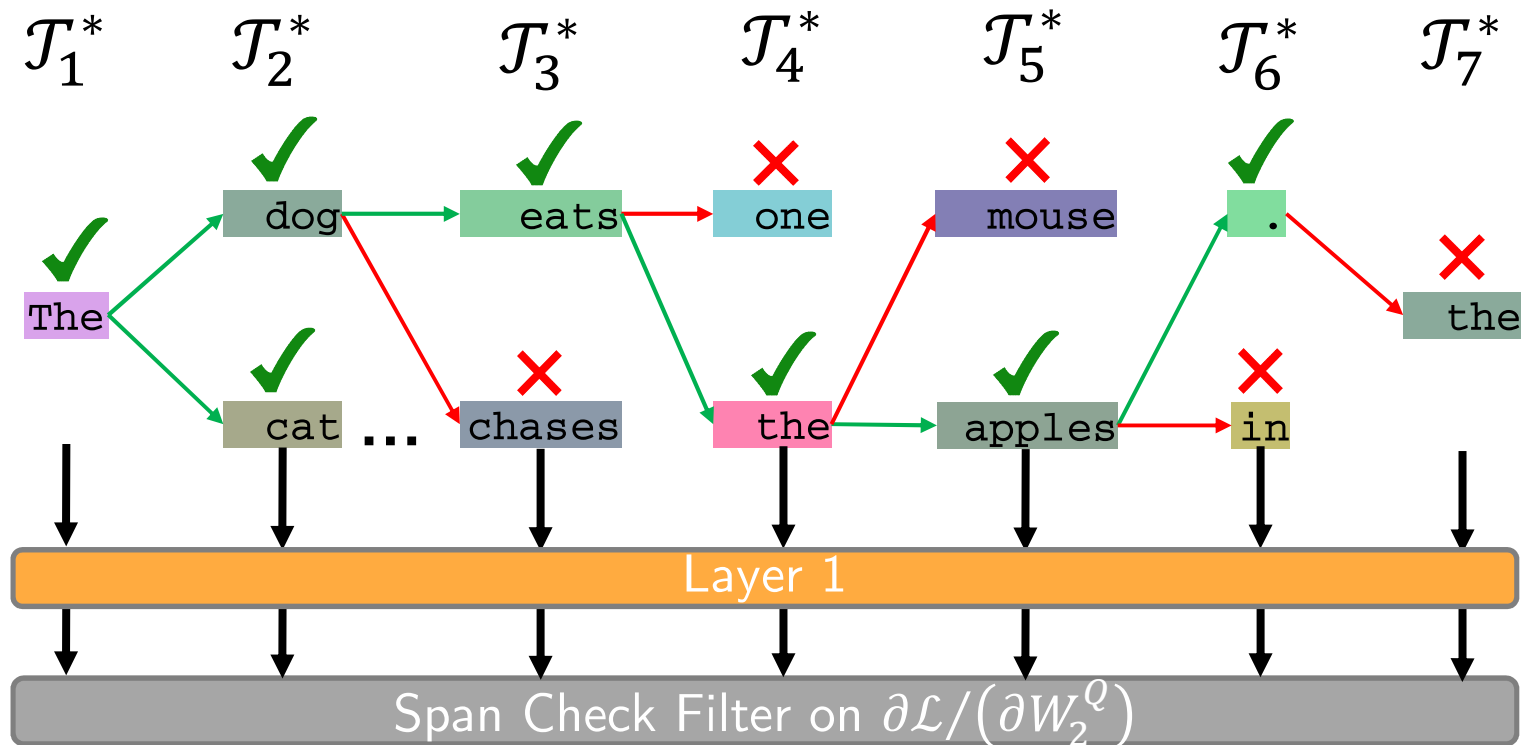 𝒯₁* 𝒯₂* 𝒯₃* 𝒯₄* 𝒯₅* 𝒯₆* 𝒯₇*
dog eats one mouse .
The the
cat ... chases the apples in
Layer 1
Span Check Filter on ∂ℒ/(∂W₂^Q)